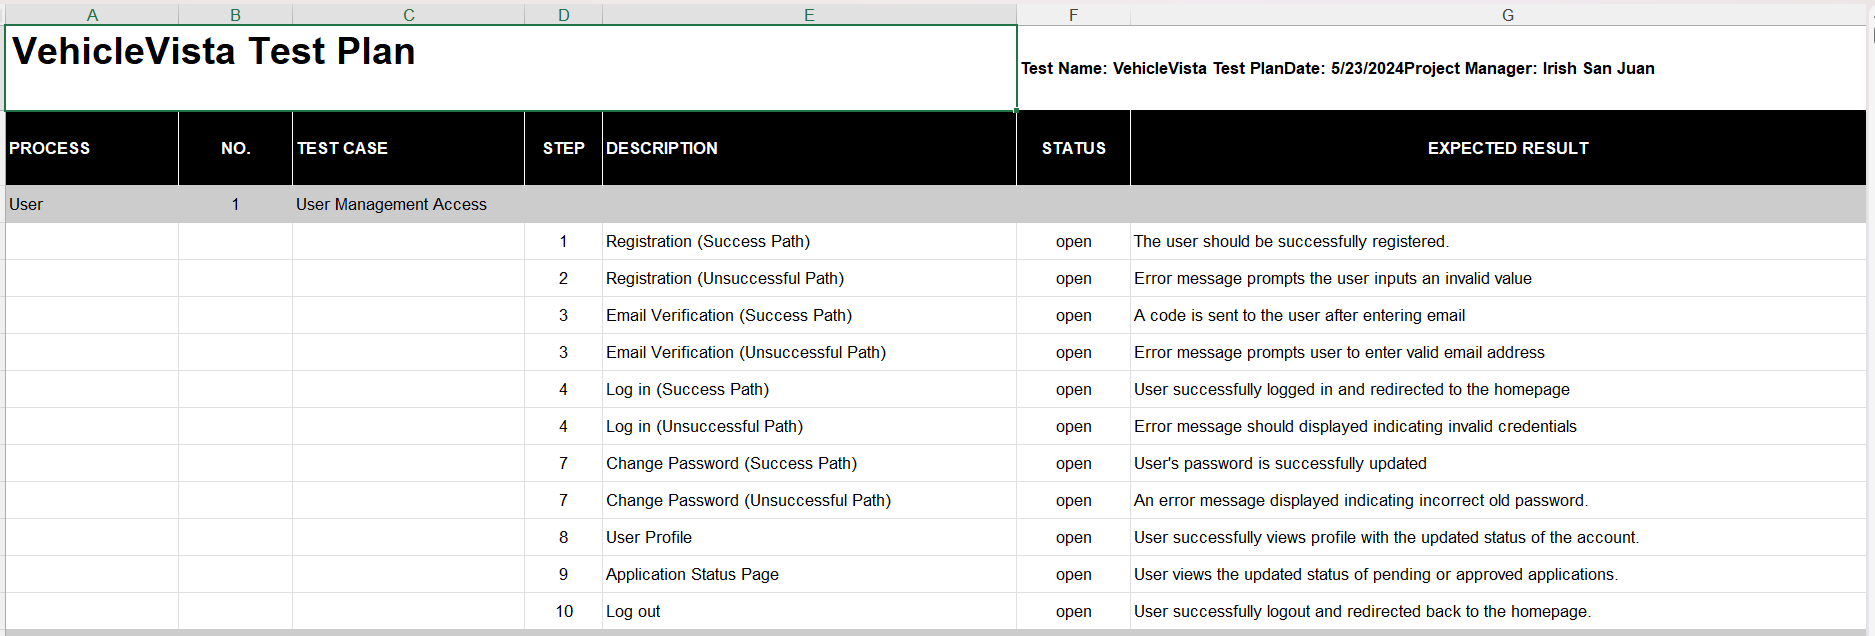 A B C D E F G
VehicleVista Test Plan
Test Name: VehicleVista Test PlanDate: 5/23/2024Project Manager: Irish San Juan
PROCESS NO. TEST CASE STEP DESCRIPTION STATUS EXPECTED RESULT
User 1 User Management Access
1 Registration (Success Path) open The user should be successfully registered.
2 Registration (Unsuccessful Path) open Error message prompts the user inputs an invalid value
3 Email Verification (Success Path) open A code is sent to the user after entering email
3 Email Verification (Unsuccessful Path) open Error message prompts user to enter valid email address
4 Log in (Success Path) open User successfully logged in and redirected to the homepage
4 Log in (Unsuccessful Path) open Error message should displayed indicating invalid credentials
7 Change Password (Success Path) open User's password is successfully updated
7 Change Password (Unsuccessful Path) open An error message displayed indicating incorrect old password.
8 User Profile open User successfully views profile with the updated status of the account.
9 Application Status Page open User views the updated status of pending or approved applications.
10 Log out open User successfully logout and redirected back to the homepage.